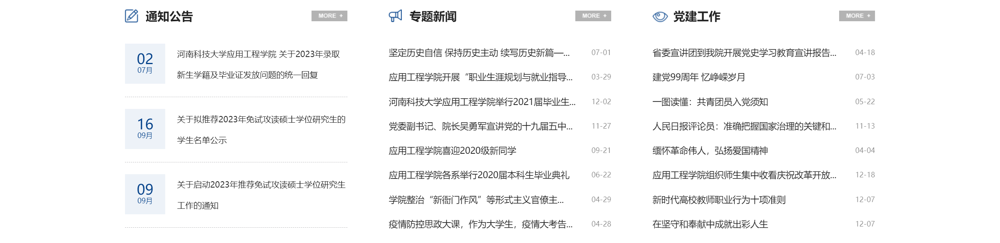 通知公告
MORE +
02
07月
河南科技大学应用工程学院 关于2023年录取
新生学籍及毕业证发放问题的统一回复
16
09月
关于拟推荐2023年免试攻读硕士学位研究生的
学生名单公示
09
09月
关于启动2023年推荐免试攻读硕士学位研究生
工作的通知
专题新闻
MORE +
坚定历史自信 保持历史主动 续写历史新篇—... 07-01
应用工程学院开展“职业生涯规划与就业指导... 03-29
河南科技大学应用工程学院举行2021届毕业生... 12-02
党委副书记、院长吴勇军宣讲党的十九届五中... 11-27
应用工程学院喜迎2020级新同学 09-21
应用工程学院各系举行2020届本科生毕业典礼 06-22
学院整治“新衙门作风”等形式主义官僚主... 04-29
疫情防控思政大课，作为大学生，疫情大考告... 04-28
党建工作
MORE +
省委宣讲团到我院开展党史学习教育宣讲报告... 04-18
建党99周年 忆峥嵘岁月 07-03
一图读懂：共青团员入党须知 05-22
人民日报评论员：准确把握国家治理的关键和... 11-13
缅怀革命伟人，弘扬爱国精神 04-04
应用工程学院组织师生集中收看庆祝改革开放... 12-18
新时代高校教师职业行为十项准则 12-07
在坚守和奉献中成就出彩人生 12-07